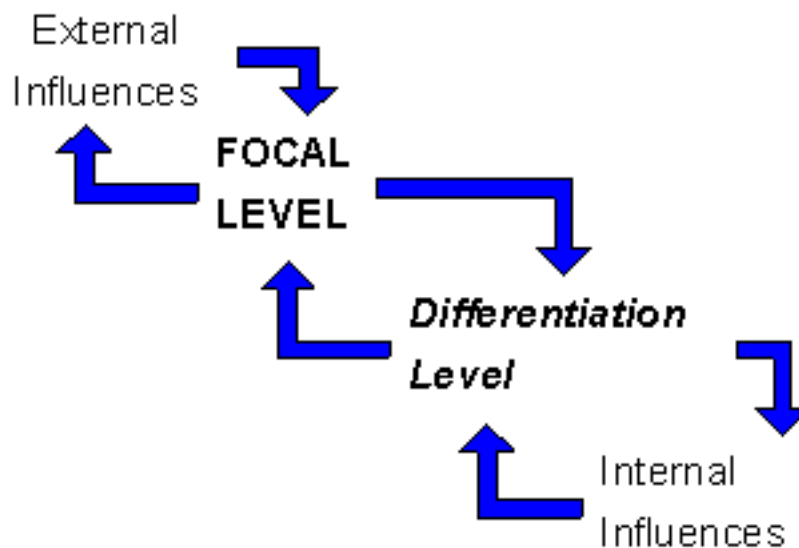 External
Influences
FOCAL
LEVEL
Differentiation
Level
Internal
Influences